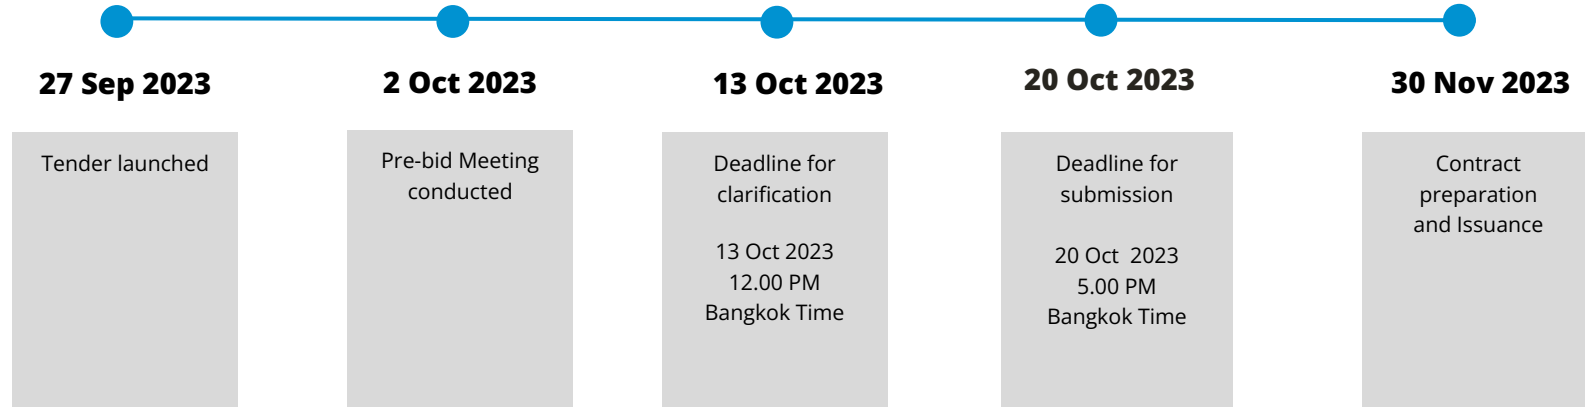 27 Sep 2023
2 Oct 2023
13 Oct 2023
20 Oct 2023
30 Nov 2023
Tender launched
Pre-bid Meeting
conducted
Deadline for
clarification
13 Oct 2023
12.00 PM
Bangkok Time
Deadline for
submission
20 Oct 2023
5.00 PM
Bangkok Time
Contract
preparation
and Issuance